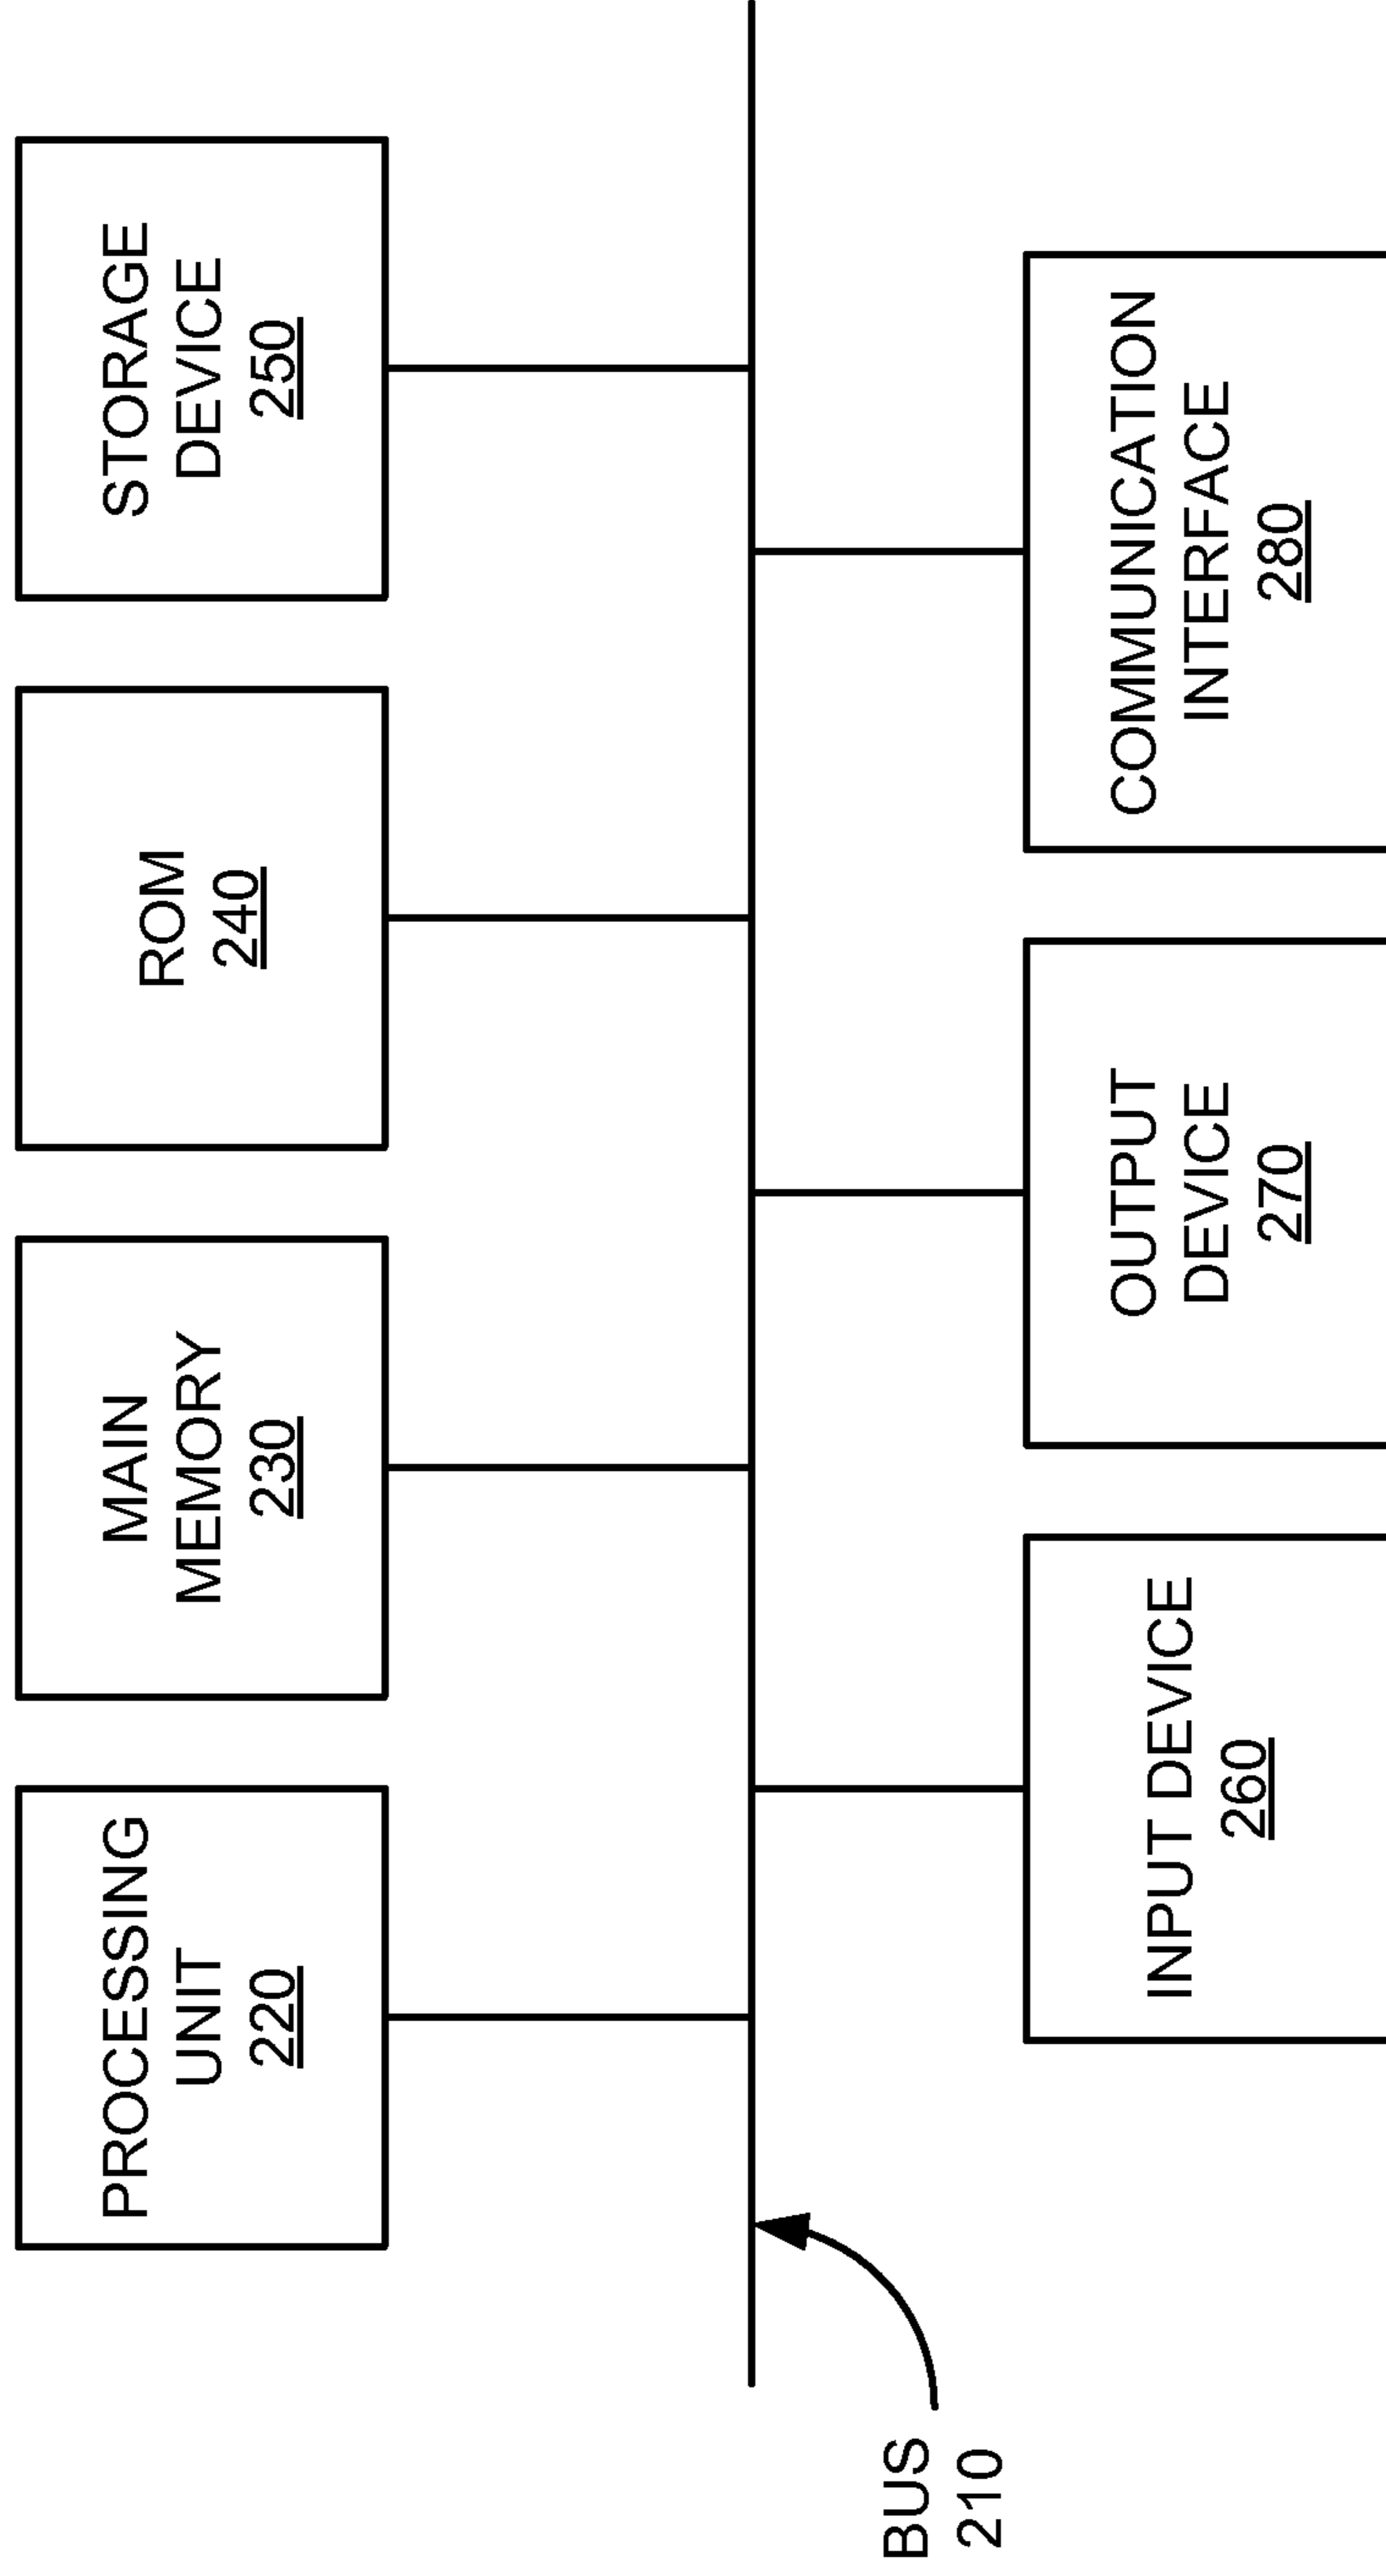 PROCESSING
UNIT
220
MAIN
MEMORY
230
ROM
240
STORAGE
DEVICE
250
BUS
210
INPUT DEVICE
260
OUTPUT
DEVICE
270
COMMUNICATION
INTERFACE
280